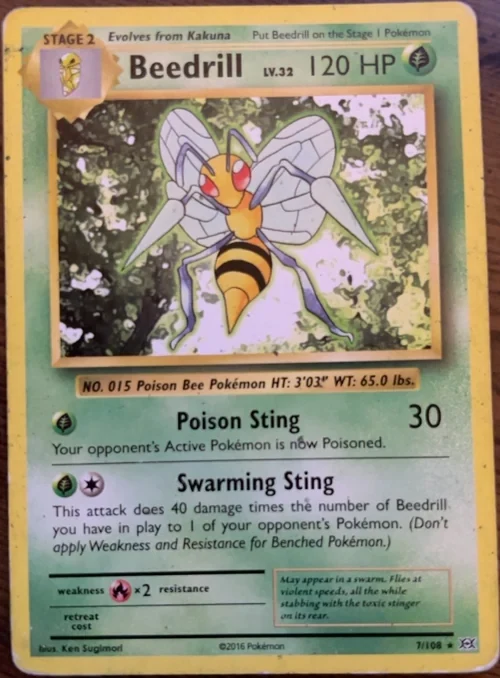 STAGE 2 Evolves from Kakuna Put Beedrill on the Stage 1 Pokémon
Beedrill LV.32 120 HP
NO. 015 Poison Bee Pokémon HT: 3'03" WT: 65.0 lbs.
Poison Sting 30
Your opponent's Active Pokémon is now Poisoned.
Swarming Sting
This attack does 40 damage times the number of Beedrill
you have in play to 1 of your opponent's Pokémon. (Don't
apply Weakness and Resistance for Benched Pokémon.)
weakness ×2 resistance
retreat
cost
May appear in a swarm. Flies at
violent speeds, all the while
stabbing with the toxic stinger
on its rear.
Illus. Ken Sugimori ©2016 Pokémon 7/108 ★